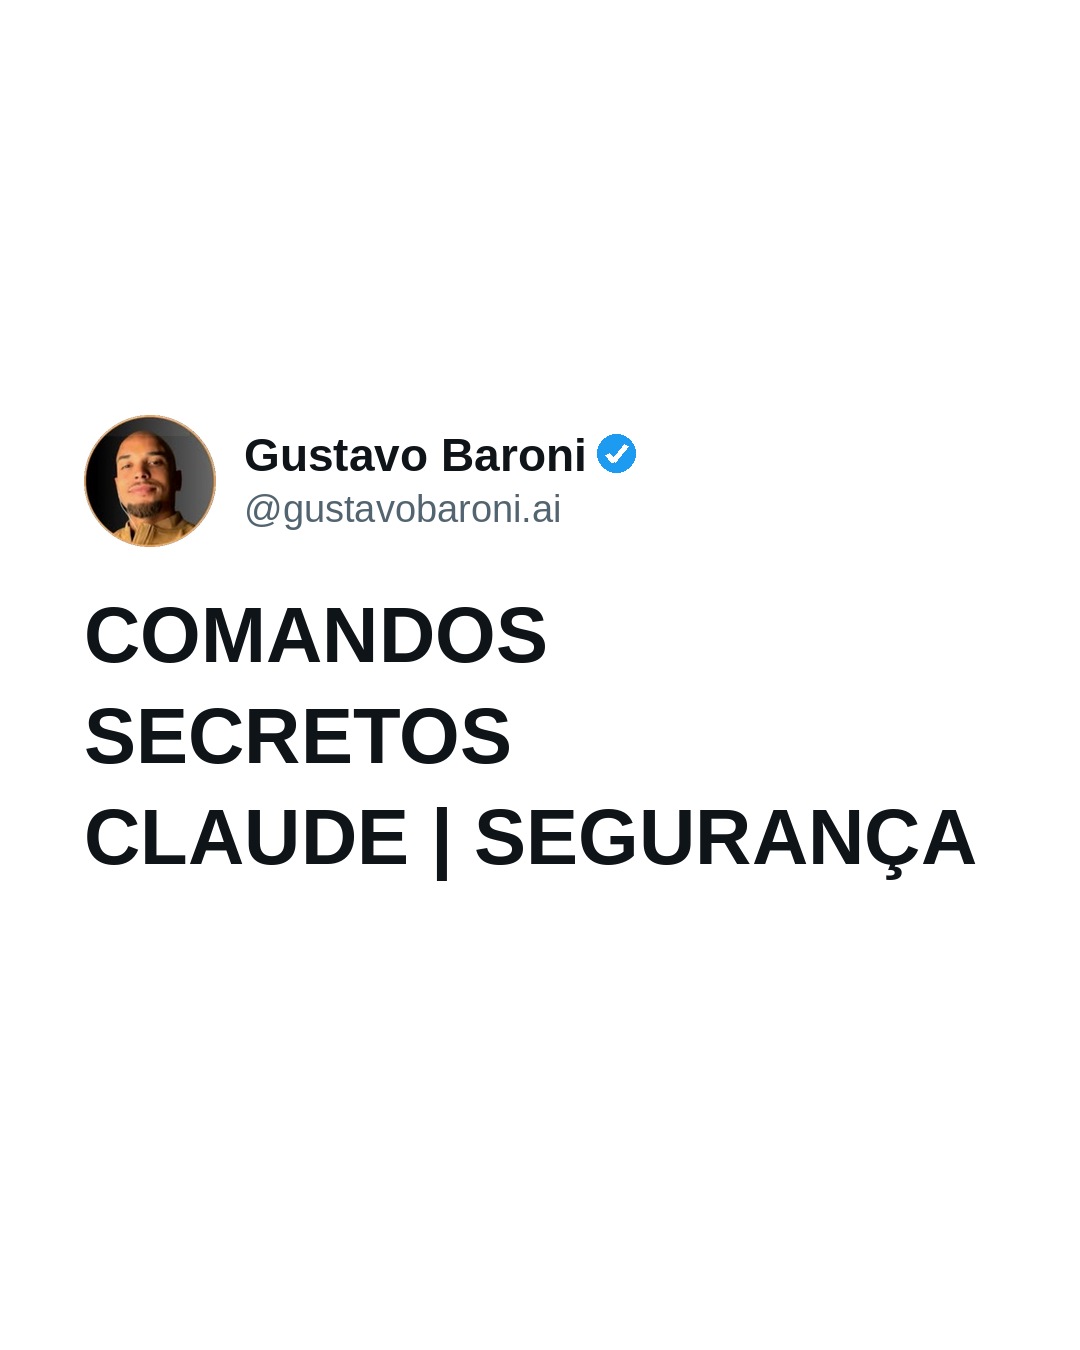 Gustavo Baroni
@gustavobaroni.ai
COMANDOS
SECRETOS
CLAUDE | SEGURANÇA